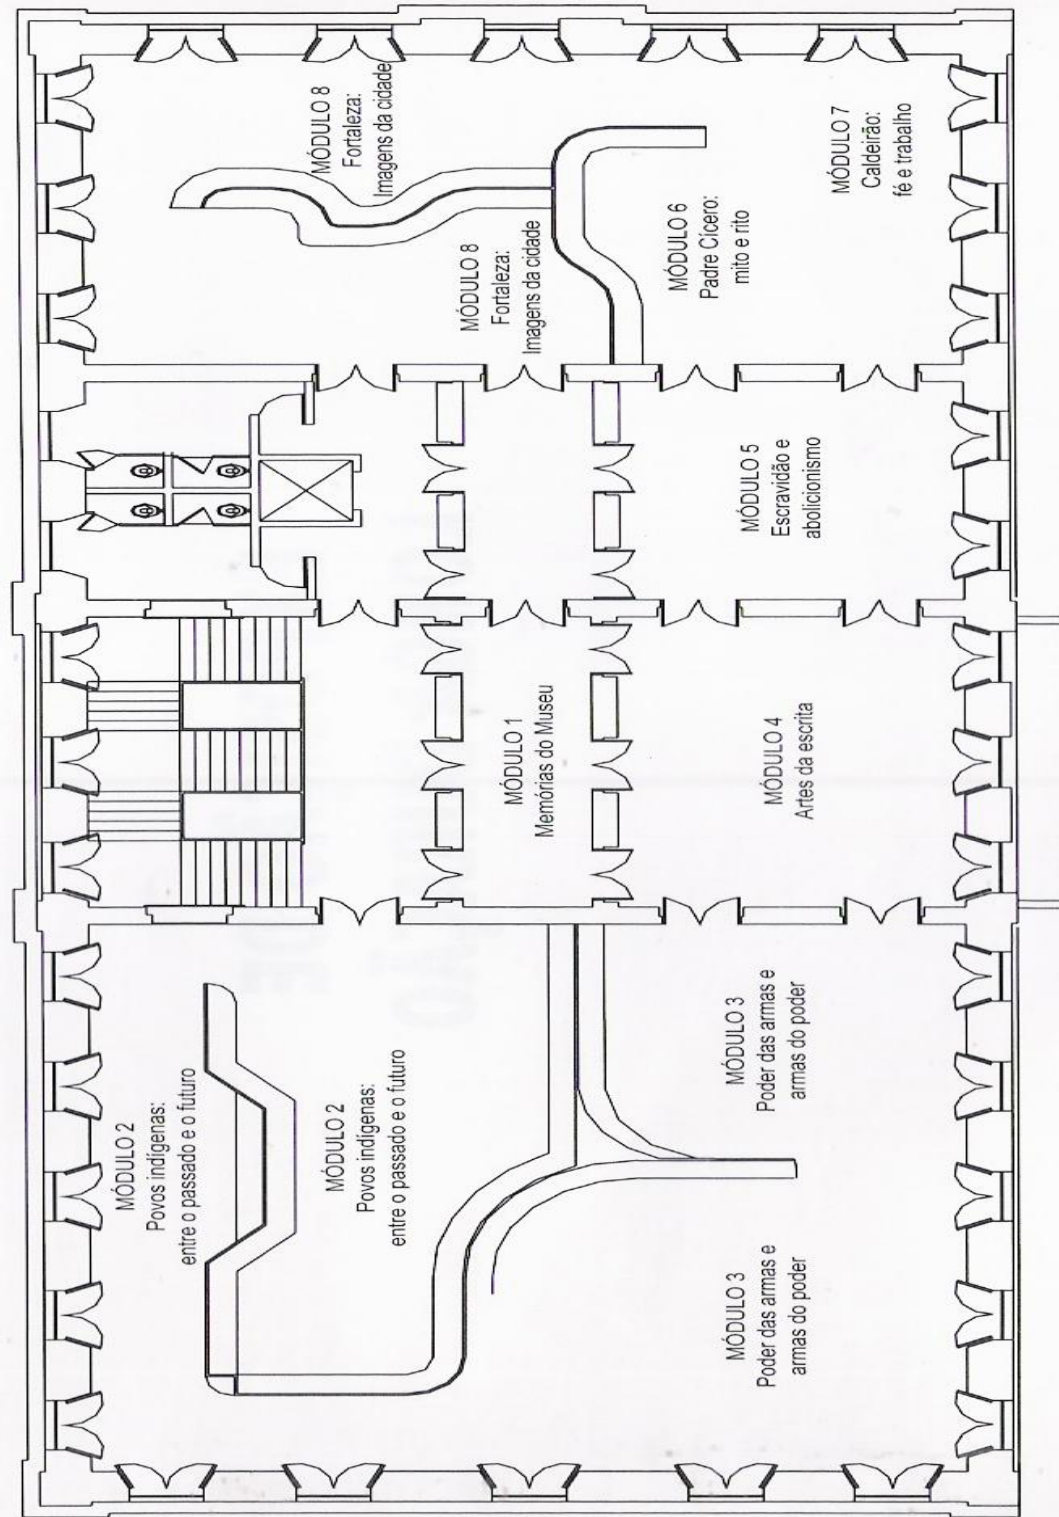 MÓDULO 1
Memórias do Museu
MÓDULO 2
Povos indígenas:
entre o passado e o futuro
MÓDULO 2
Povos indígenas:
entre o passado e o futuro
MÓDULO 3
Poder das armas e
armas do poder
MÓDULO 3
Poder das armas e
armas do poder
MÓDULO 4
Artes da escrita
MÓDULO 5
Escravidão e
abolicionismo
MÓDULO 6
Padre Cícero:
mito e rito
MÓDULO 7
Caldeirão:
fé e trabalho
MÓDULO 8
Fortaleza:
Imagens da cidade
MÓDULO 8
Fortaleza:
Imagens da cidade